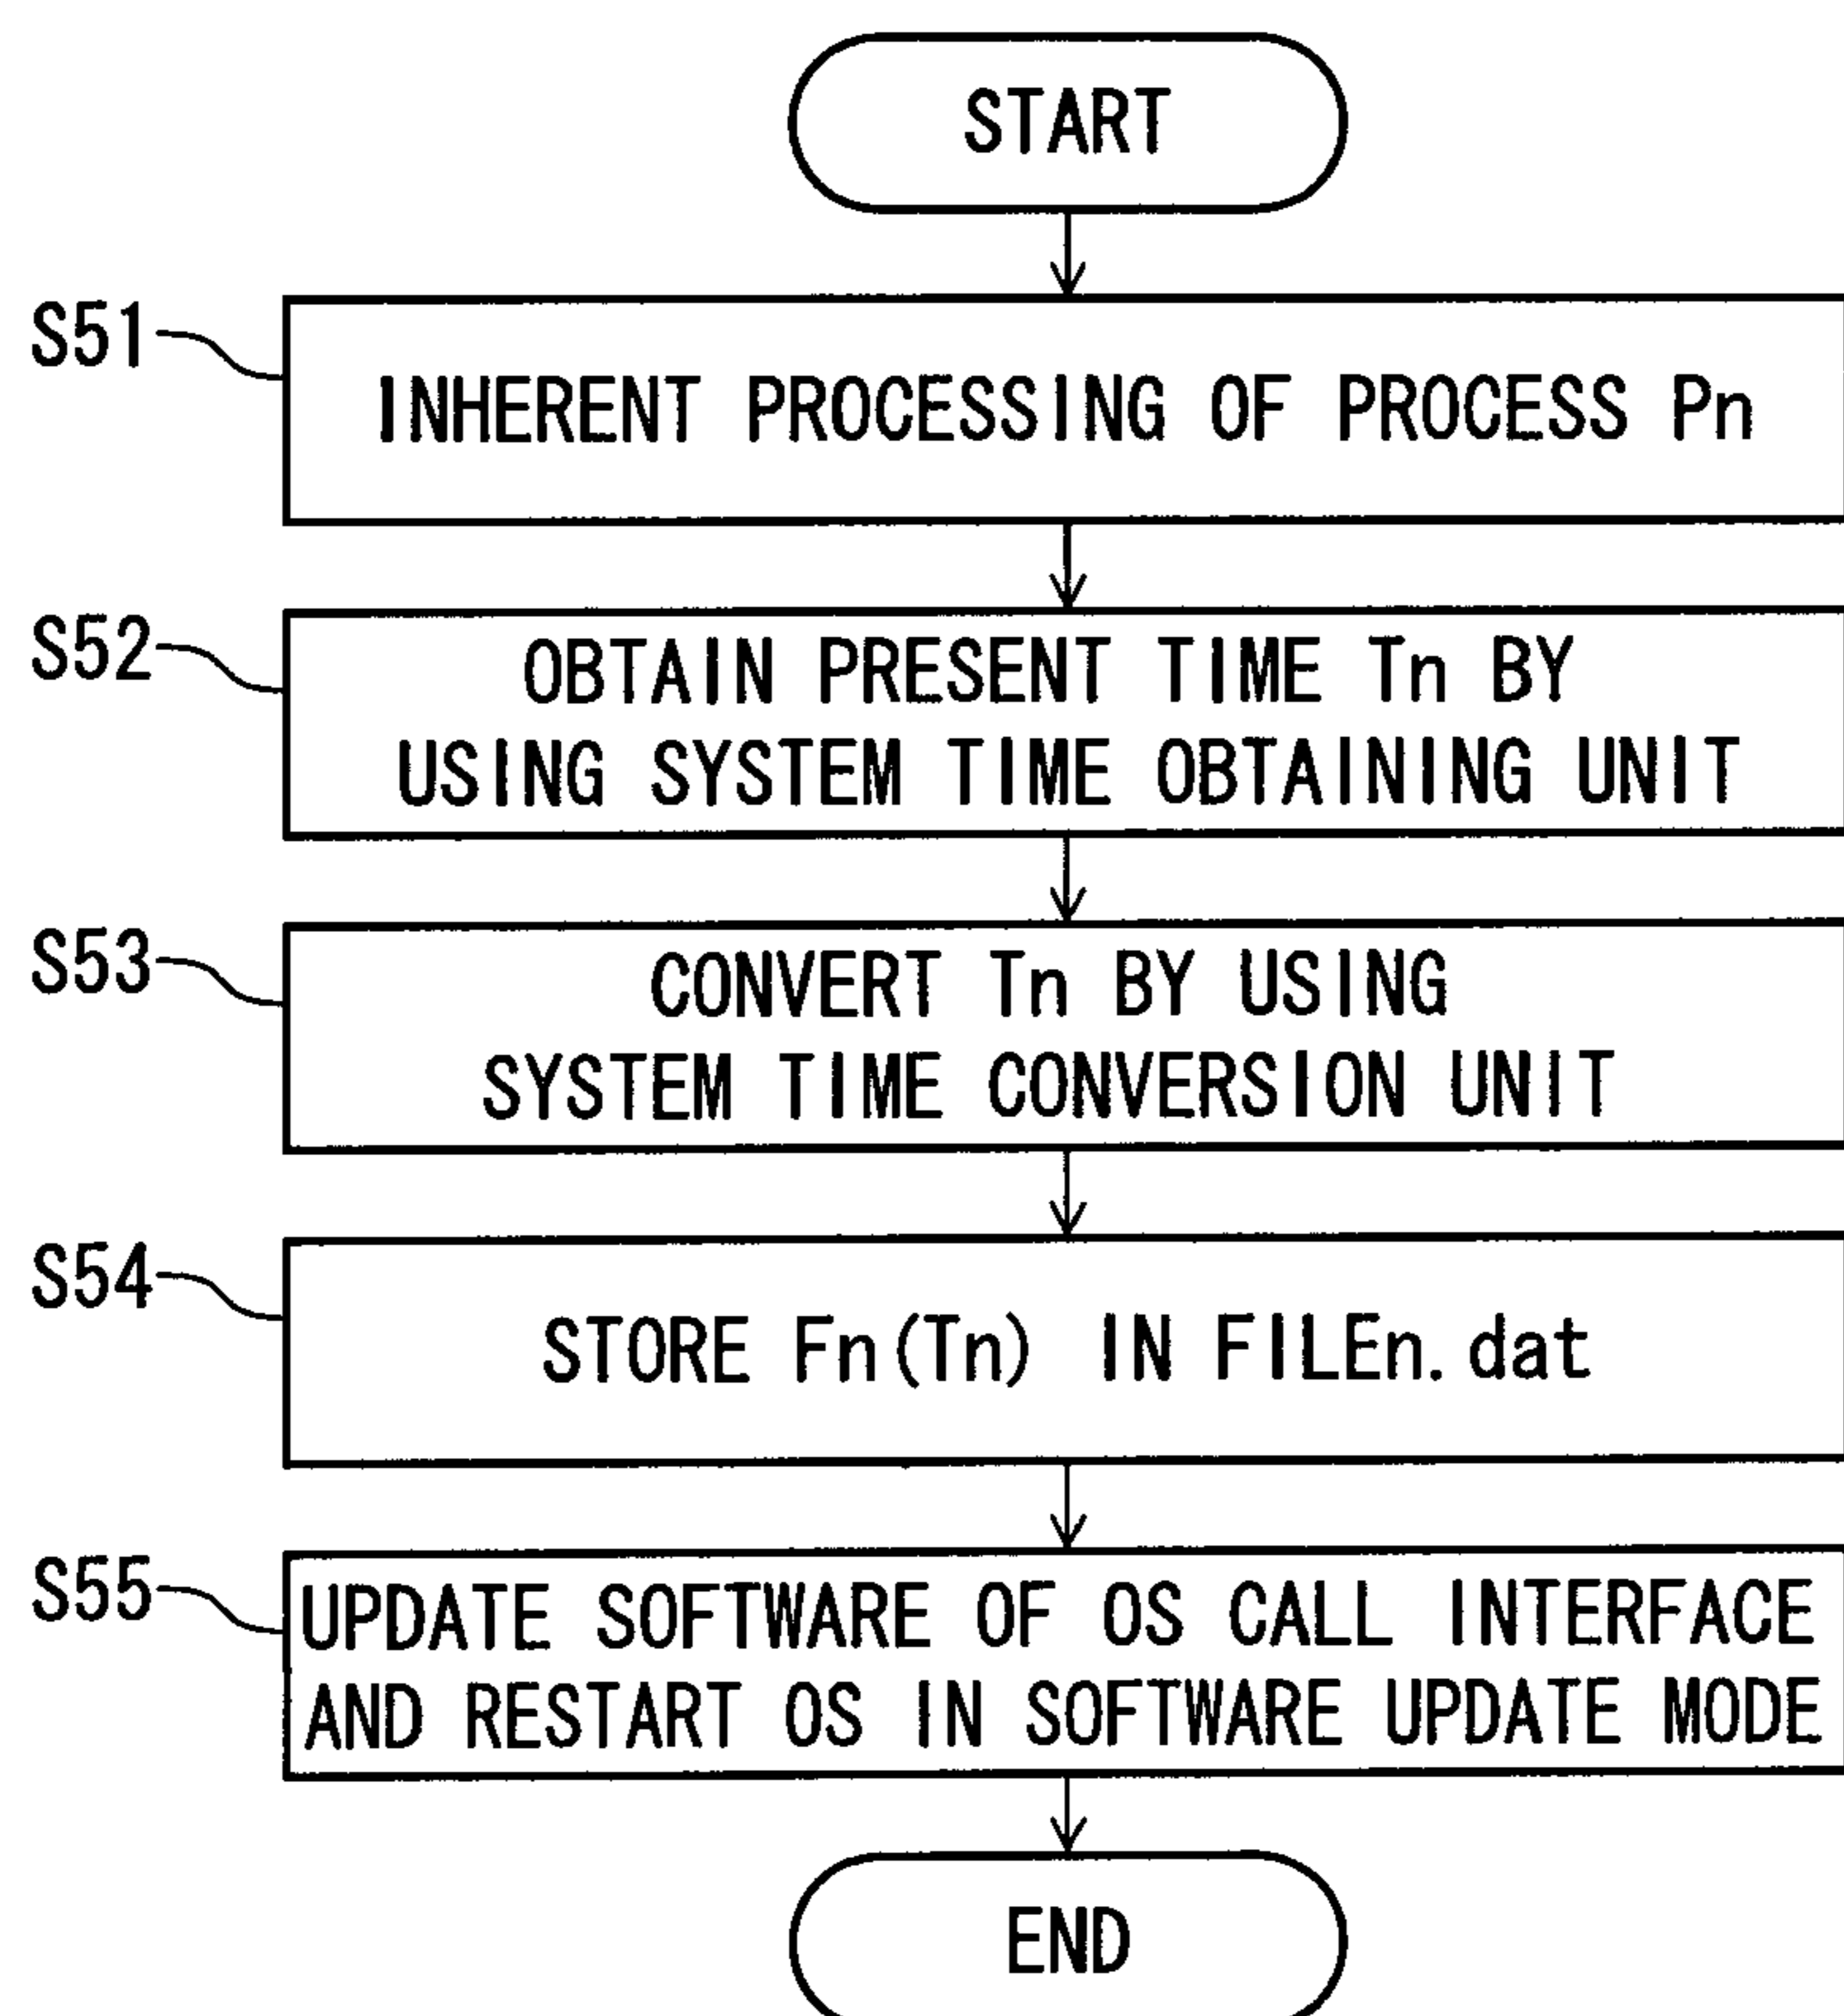 START
S51
INHERENT PROCESSING OF PROCESS Pn
S52
OBTAIN PRESENT TIME Tn BY
USING SYSTEM TIME OBTAINING UNIT
S53
CONVERT Tn BY USING
SYSTEM TIME CONVERSION UNIT
S54
STORE Fn(Tn) IN FILEn.dat
S55
UPDATE SOFTWARE OF OS CALL INTERFACE
AND RESTART OS IN SOFTWARE UPDATE MODE
END